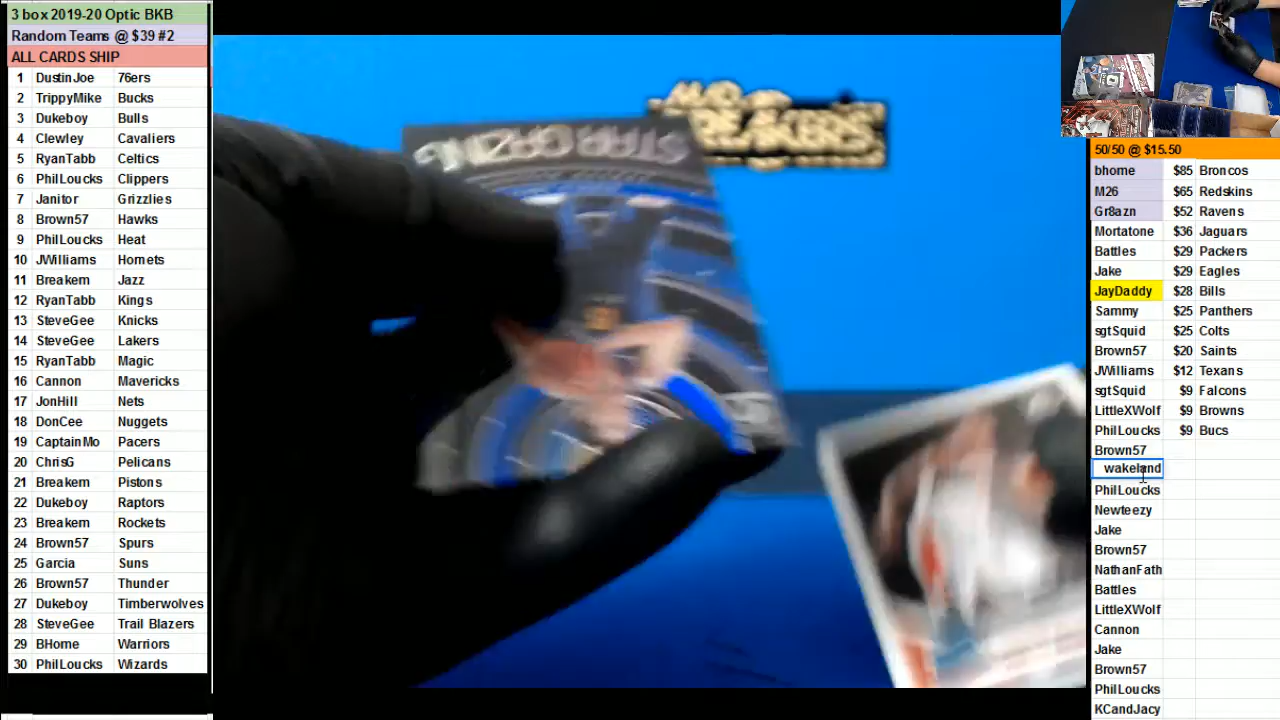 3 box 2019-20 Optic BKB
Random Teams @ $39 #2
ALL CARDS SHIP
1 DustinJoe 76ers
2 TrippyMike Bucks
3 Dukeboy Bulls
4 Clewley Cavaliers
5 RyanTabb Celtics
6 PhilLoucks Clippers
7 Janitor Grizzlies
8 Brown57 Hawks
9 PhilLoucks Heat
10 JWilliams Hornets
11 Breakem Jazz
12 RyanTabb Kings
13 SteveGee Knicks
14 SteveGee Lakers
15 RyanTabb Magic
16 Cannon Mavericks
17 JonHill Nets
18 DonCee Nuggets
19 CaptainMo Pacers
20 ChrisG Pelicans
21 Breakem Pistons
22 Dukeboy Raptors
23 Breakem Rockets
24 Brown57 Spurs
25 Garcia Suns
26 Brown57 Thunder
27 Dukeboy Timberwolves
28 SteveGee Trail Blazers
29 BHome Warriors
30 PhilLoucks Wizards
STAR GAZING
BREAKERS
50/50 @ $15.50
bhome $85 Broncos
M26 $65 Redskins
Gr8azn $52 Ravens
Mortatone $36 Jaguars
Battles $29 Packers
Jake $29 Eagles
JayDaddy $28 Bills
Sammy $25 Panthers
sgtSquid $25 Colts
Brown57 $20 Saints
JWilliams $12 Texans
sgtSquid $9 Falcons
LittleXWolf $9 Browns
PhilLoucks $9 Bucs
Brown57
wakeland
PhilLoucks
Newteezy
Jake
Brown57
NathanFath
Battles
LittleXWolf
Cannon
Jake
Brown57
PhilLoucks
KCandJacy